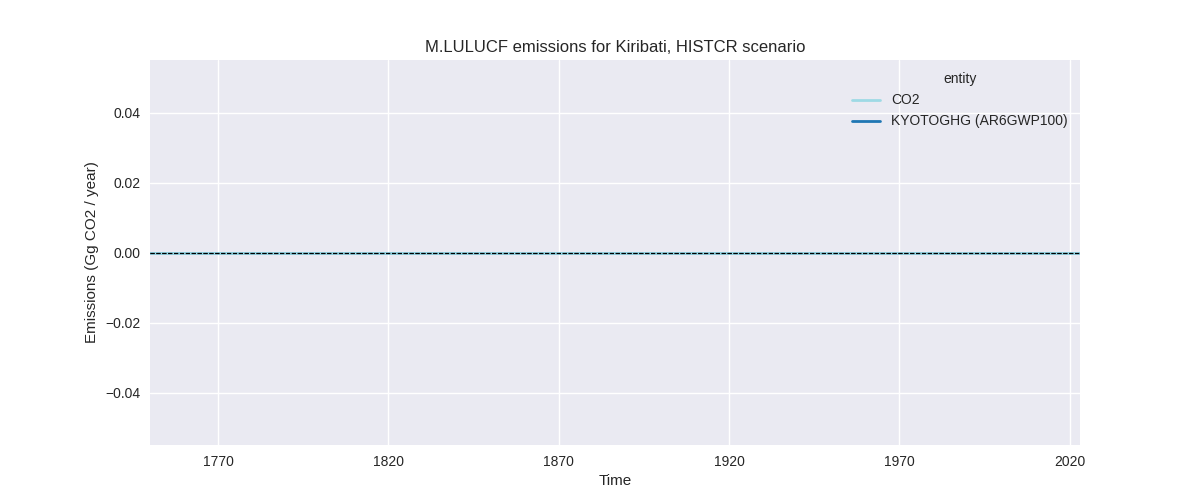 M.LULUCF emissions for Kiribati, HISTCR scenario
entity
CO2
KYOTOGHG (AR6GWP100)
Emissions (Gg CO2 / year)
0.04
0.02
0.00
−0.02
−0.04
1770 1820 1870 1920 1970 2020
Time